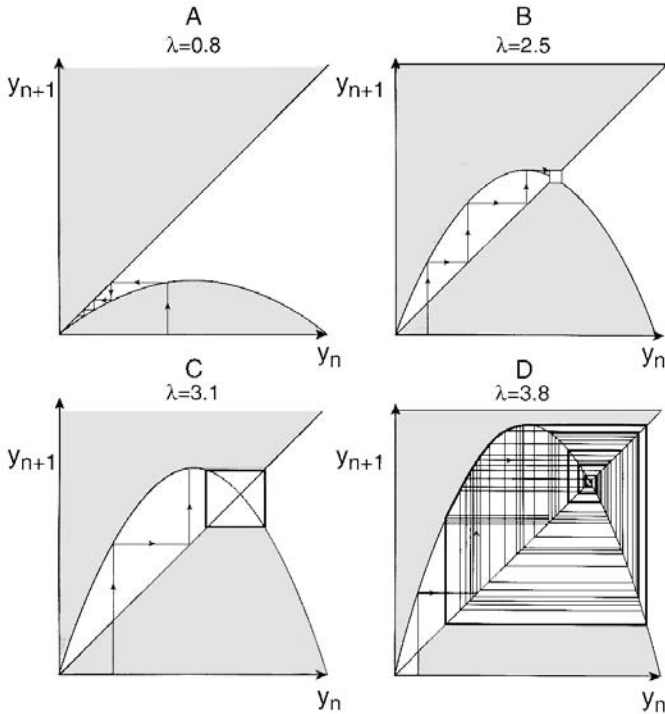 A
λ=0.8
yn+1
yn
B
λ=2.5
yn+1
yn
C
λ=3.1
yn+1
yn
D
λ=3.8
yn+1
yn